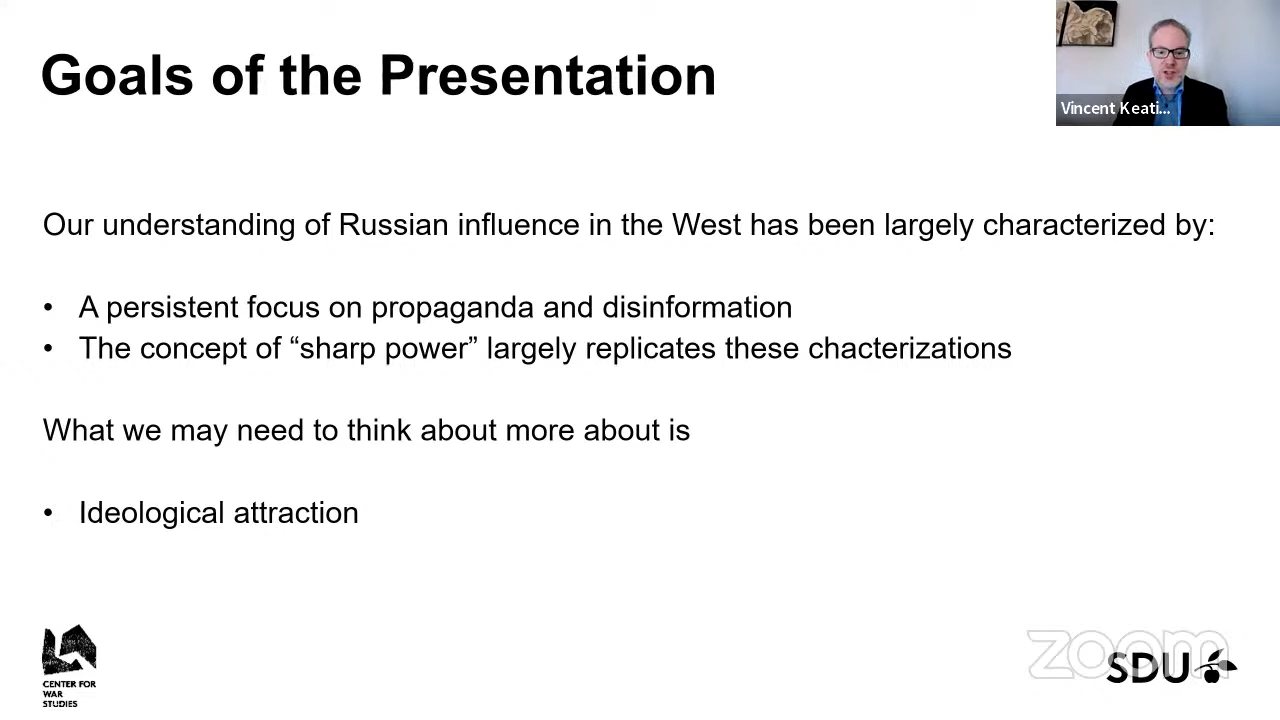 Goals of the Presentation
Vincent Keati...
Our understanding of Russian influence in the West has been largely characterized by:
• A persistent focus on propaganda and disinformation
• The concept of “sharp power” largely replicates these chacterizations
What we may need to think about more about is
• Ideological attraction
CENTER FOR
WAR
STUDIES
zoom
SDU